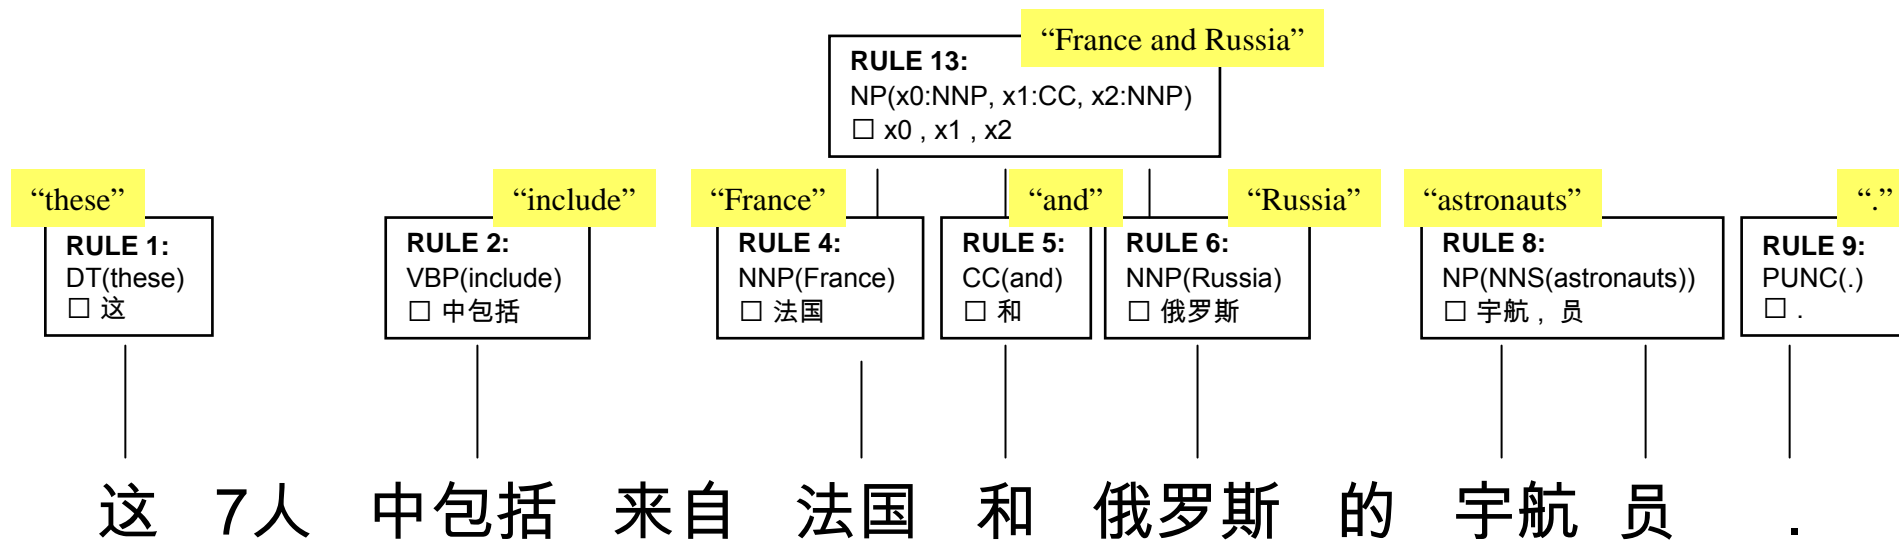 “France and Russia”
RULE 13:
NP(x0:NNP, x1:CC, x2:NNP)
□ x0 , x1 , x2
“these” “include” “France” “and” “Russia” “astronauts” “.”
RULE 1:
DT(these)
□ 这
RULE 2:
VBP(include)
□ 中包括
RULE 4:
NNP(France)
□ 法国
RULE 5:
CC(and)
□ 和
RULE 6:
NNP(Russia)
□ 俄罗斯
RULE 8:
NP(NNS(astronauts))
□ 宇航 , 员
RULE 9:
PUNC(.)
□ .
这 7人 中包括 来自 法国 和 俄罗斯 的 宇航 员 .